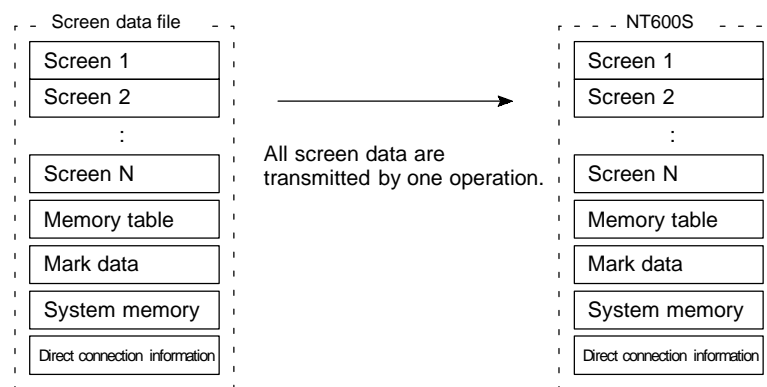 Screen data file
Screen 1
Screen 2
:
Screen N
Memory table
Mark data
System memory
Direct connection information
All screen data are
transmitted by one operation.
NT600S
Screen 1
Screen 2
:
Screen N
Memory table
Mark data
System memory
Direct connection information